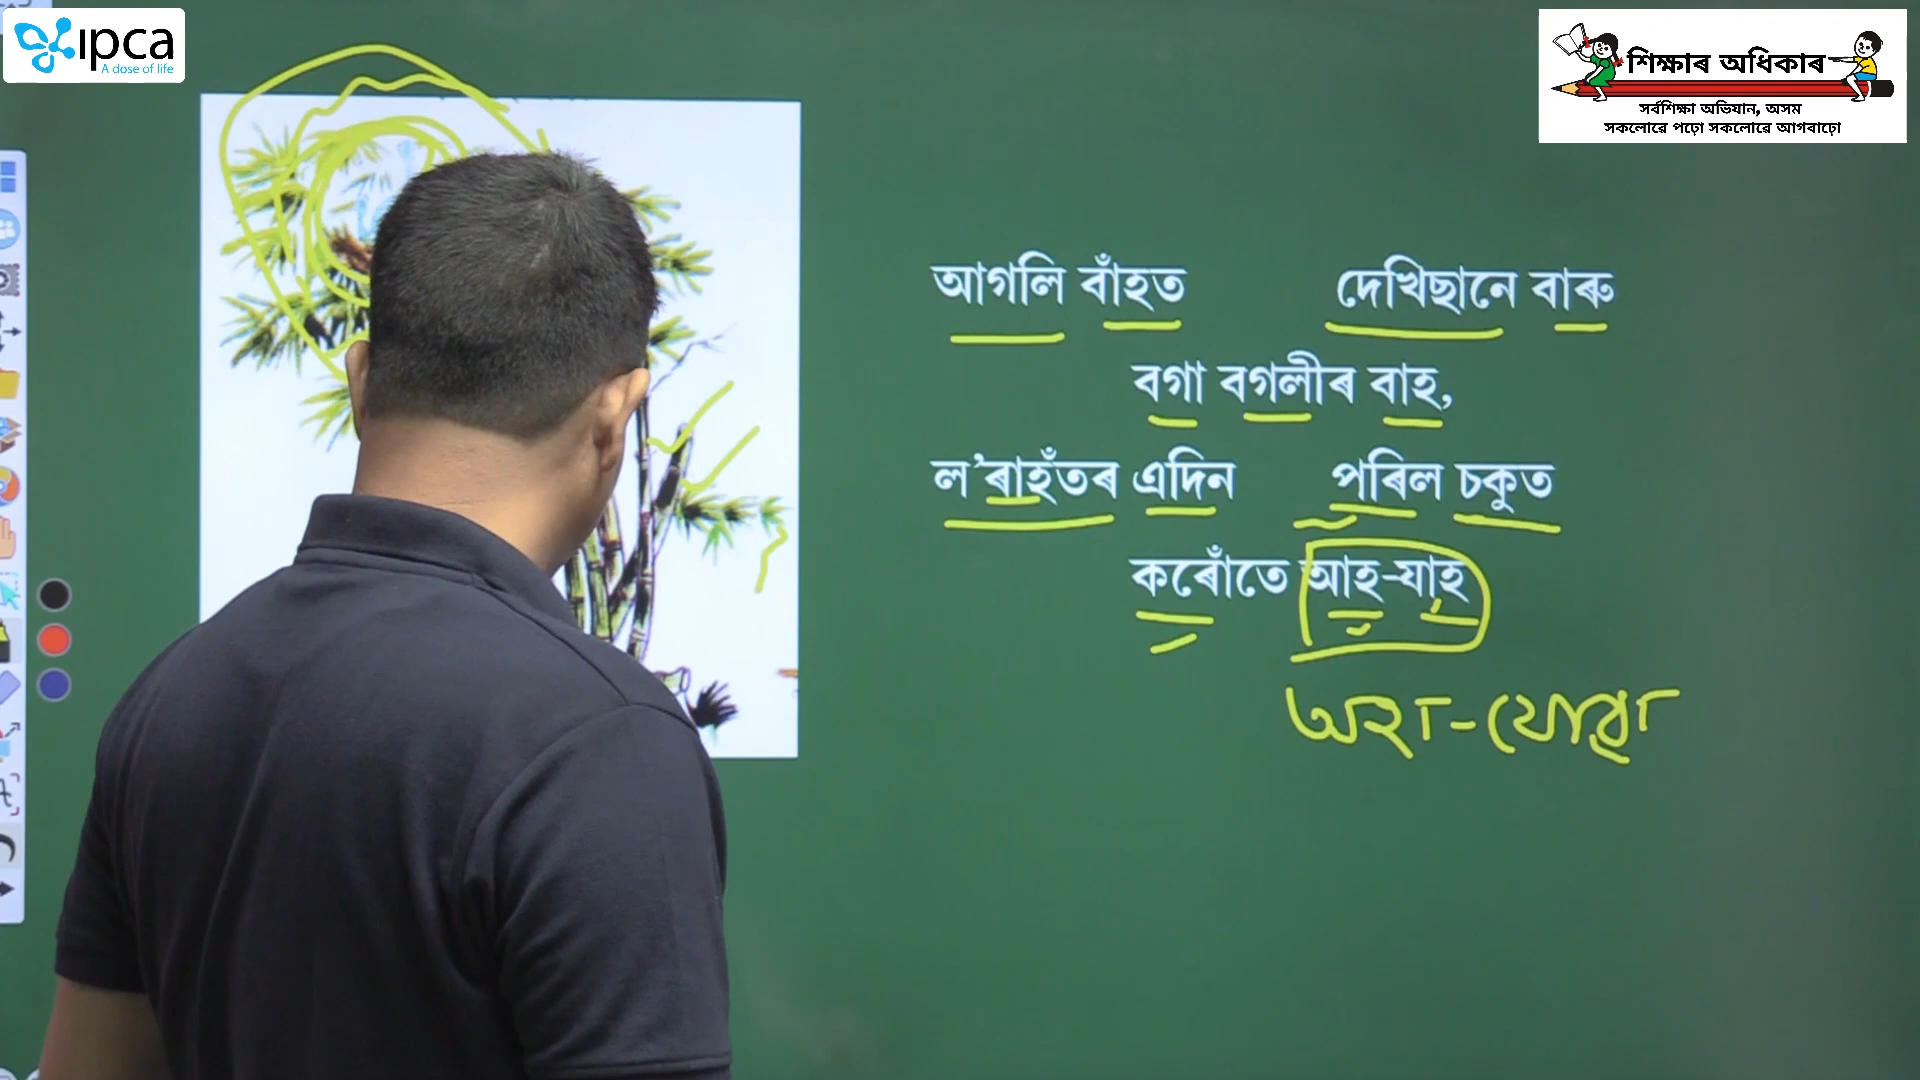 ipca
A dose of life
শিক্ষাৰ অধিকাৰ
সৰ্বশিক্ষা অভিযান, অসম
সকলোৱে পঢ়ো সকলোৱে আগবাঢ়ো
আগলি বাঁহত দেখিছানে বাৰু
বগা বগলীৰ বাহ,
ল'ৰাহঁতৰ এদিন পৰিল চকুত
কৰোঁতে আহ-যাহ
অহা-যোৱা